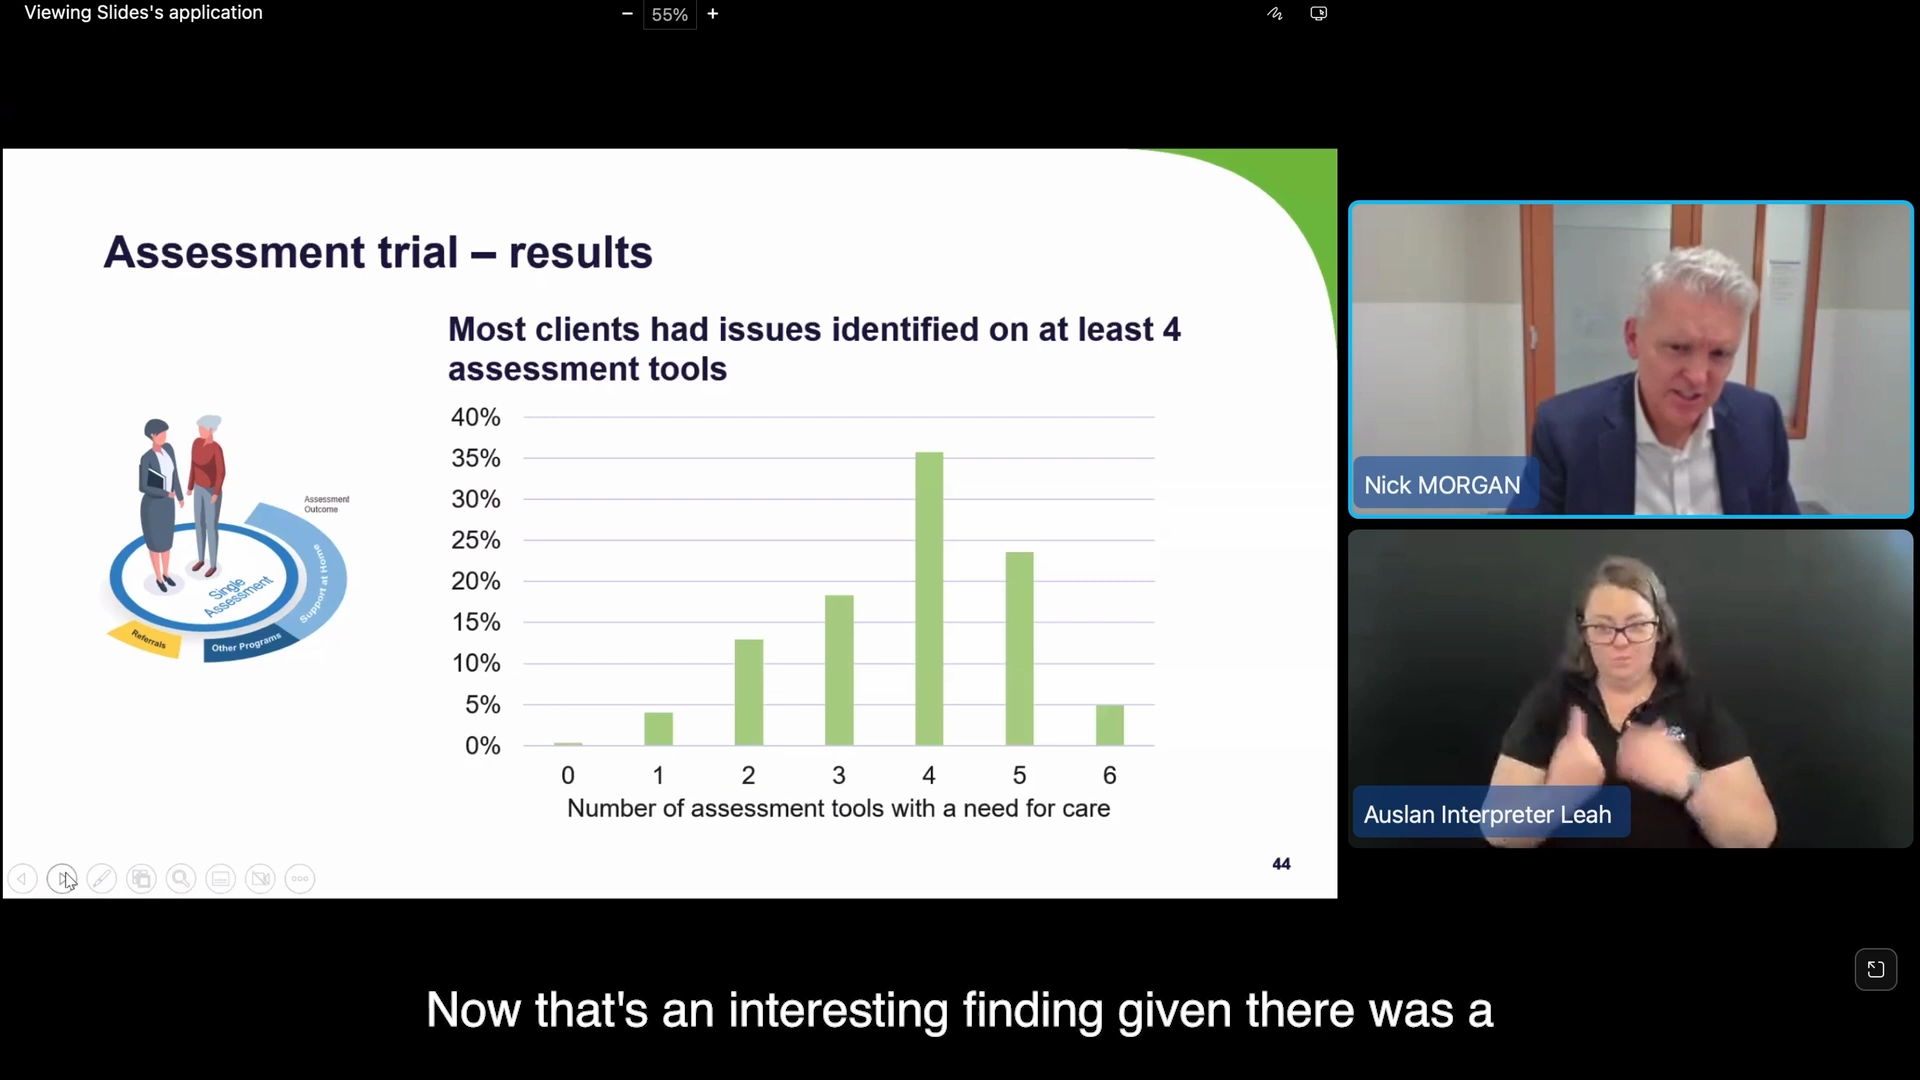 Viewing Slides's application
55%
Assessment trial – results
Most clients had issues identified on at least 4
assessment tools
40%
35%
30%
25%
20%
15%
10%
5%
0%
0 1 2 3 4 5 6
Number of assessment tools with a need for care
Assessment
Outcome
Single
Assessment
Support at Home
Referrals
Other Programs
44
Nick MORGAN
Auslan Interpreter Leah
Now that's an interesting finding given there was a